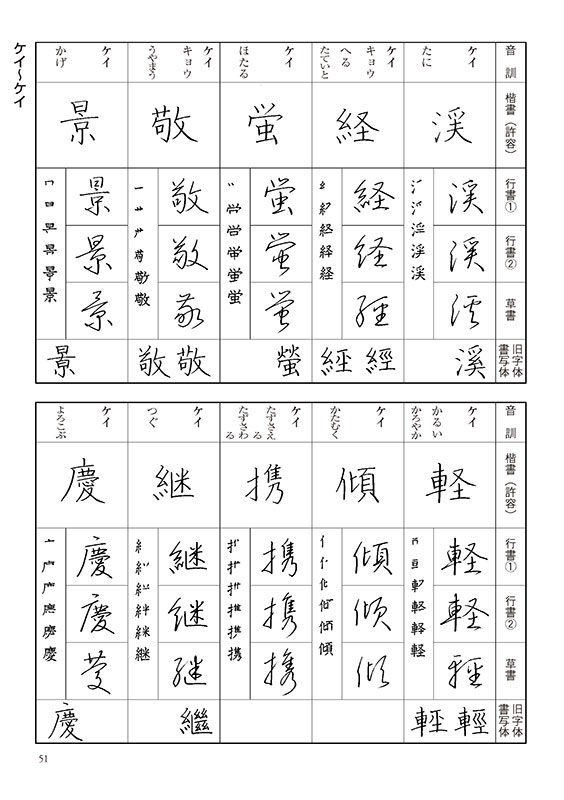 ケイ〜ケイ
音訓
楷書（許容）
行書①
行書②
草書
旧字体
書写体
ケイ
たに
渓
渓
渓
渓
溪
ケイ
キョウ
へる
たていと
経
経
経
経
經
ケイ
ほたる
蛍
蛍
蛍
蛍
螢
ケイ
キョウ
うやまう
敬
敬
敬
敬
敬 敬
ケイ
かげ
景
景
景
景
景
音訓
楷書（許容）
行書①
行書②
草書
旧字体
書写体
ケイ
かるい
かろやか
軽
軽
軽
軽
輕
ケイ
かたむく
傾
傾
傾
傾
ケイ
たずさえる
たずさわる
携
携
携
携
ケイ
つぐ
継
継
継
継
繼
ケイ
よろこぶ
慶
慶
慶
慶
慶
51